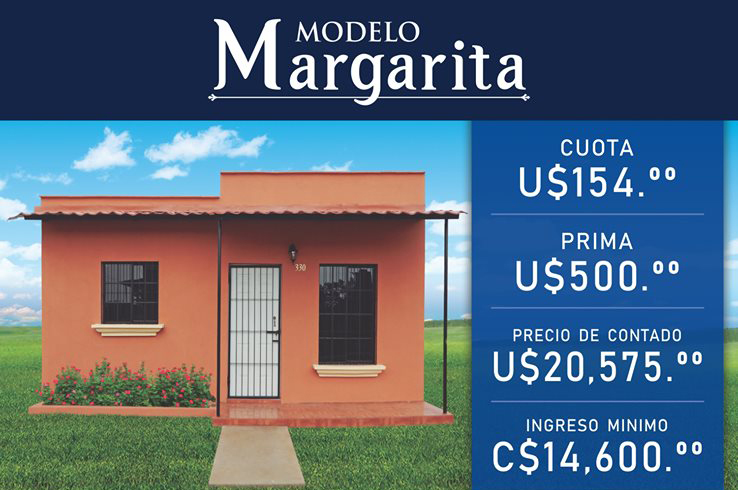 MODELO
Margarita
330
CUOTA
U$154.ºº
PRIMA
U$500.ºº
PRECIO DE CONTADO
U$20,575.ºº
INGRESO MINIMO
C$14,600.ºº